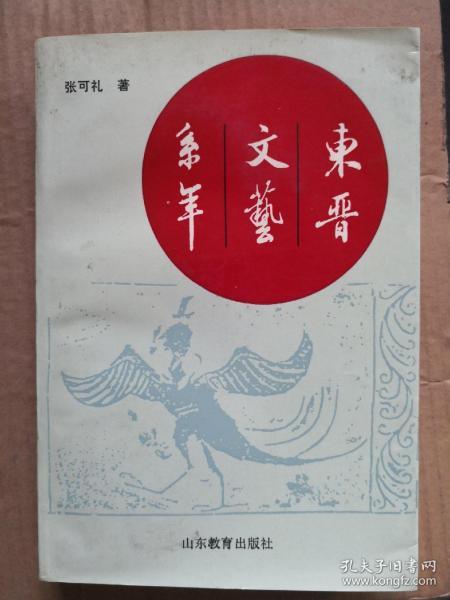 张可礼 著
東晋
文藝
系年
山东教育出版社
孔夫子旧书网
www.kongfz.com